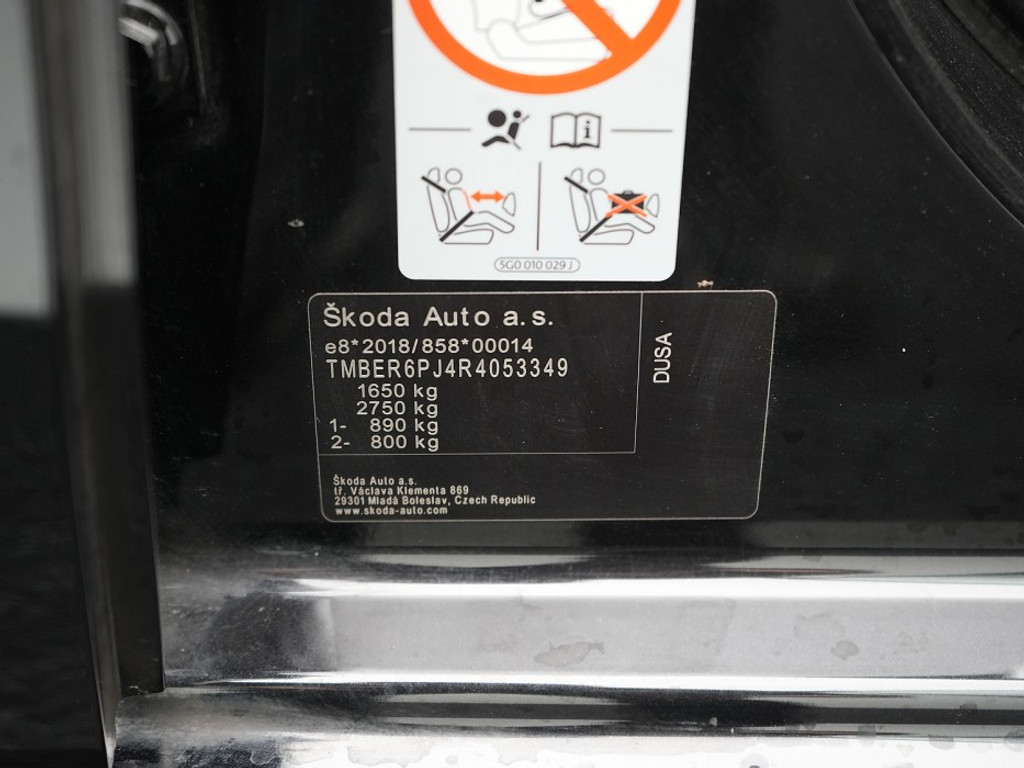 5G0 010 029 J
Škoda Auto a.s.
e8*2018/858*00014
TMBER6PJ4R4053349
1650 kg
2750 kg
1- 890 kg
2- 800 kg
DUSA
Škoda Auto a.s.
tř. Václava Klementa 869
29301 Mladá Boleslav, Czech Republic
www.skoda-auto.com